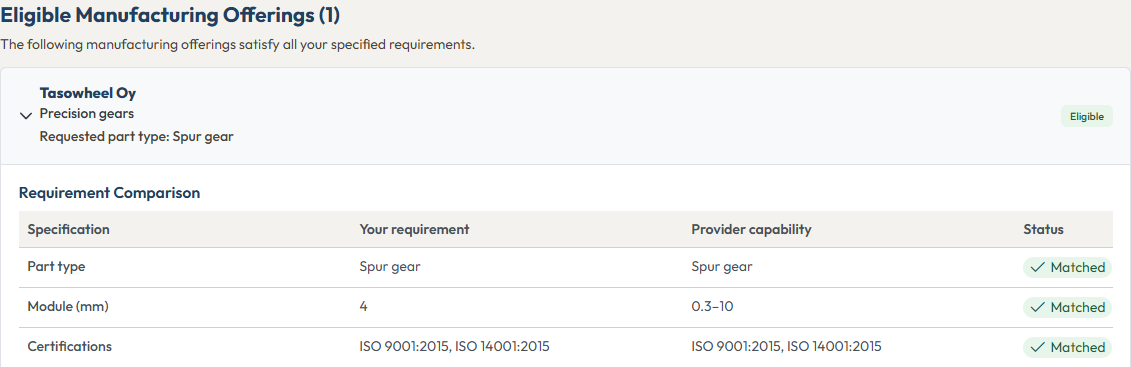 Eligible Manufacturing Offerings (1)
The following manufacturing offerings satisfy all your specified requirements.
Tasowheel Oy
Precision gears
Eligible
Requested part type: Spur gear
Requirement Comparison
Specification Your requirement Provider capability Status
Part type Spur gear Spur gear Matched
Module (mm) 4 0.3–10 Matched
Certifications ISO 9001:2015, ISO 14001:2015 ISO 9001:2015, ISO 14001:2015 Matched